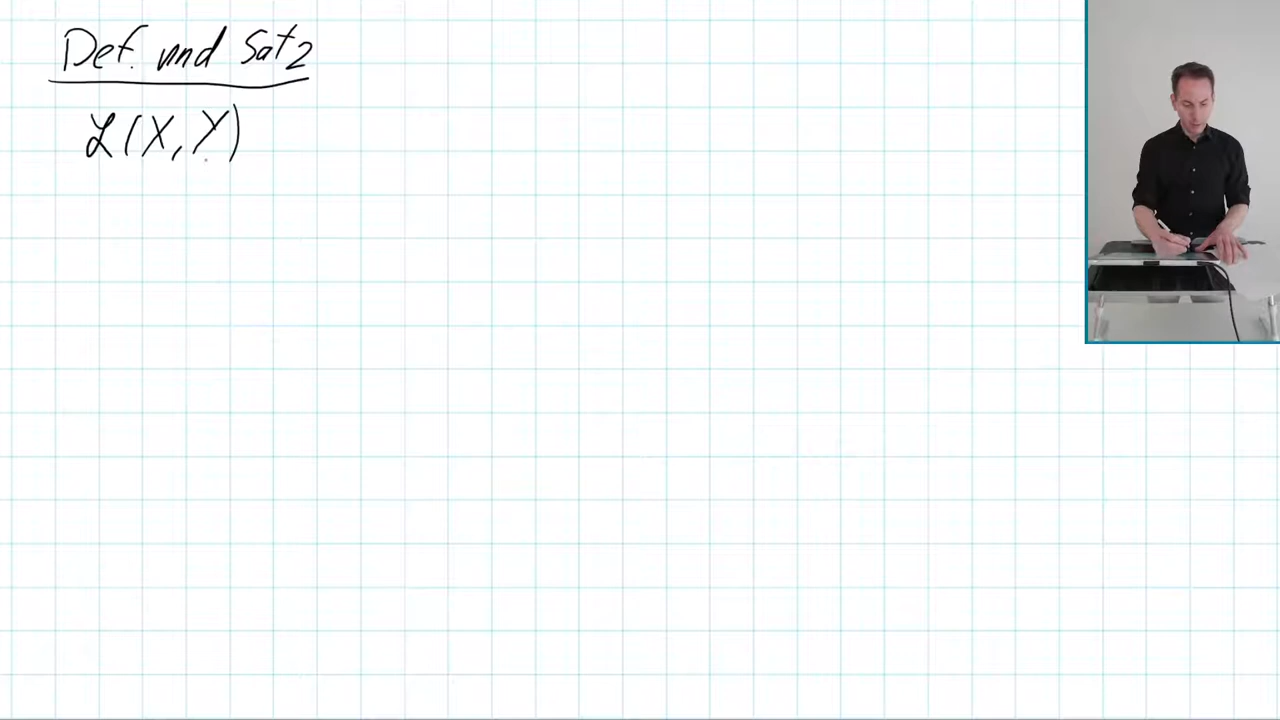 Def. und Satz
ℒ(X,Y)